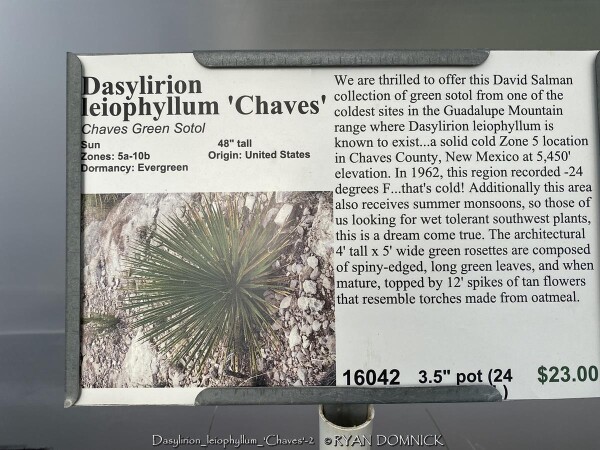 Dasylirion
leiophyllum 'Chaves'
Chaves Green Sotol
Sun 48" tall
Zones: 5a-10b Origin: United States
Dormancy: Evergreen
We are thrilled to offer this David Salman
collection of green sotol from one of the
coldest sites in the Guadalupe Mountain
range where Dasylirion leiophyllum is
known to exist...a solid cold Zone 5 location
in Chaves County, New Mexico at 5,450'
elevation. In 1962, this region recorded -24
degrees F...that's cold! Additionally this area
also receives summer monsoons, so those of
us looking for wet tolerant southwest plants,
this is a dream come true. The architectural
4' tall x 5' wide green rosettes are composed
of spiny-edged, long green leaves, and when
mature, topped by 12' spikes of tan flowers
that resemble torches made from oatmeal.
16042 3.5" pot (24 $23.00
)
Dasylirion_leiophyllum_'Chaves'-2 ©RYAN DOMNICK